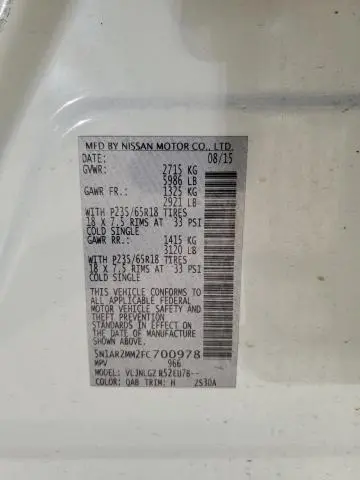 MFD BY NISSAN MOTOR CO., LTD.
DATE: 08/15
GVWR: 2715 KG
5986 LB
GAWR FR.: 1325 KG
2921 LB
WITH P235/65R18 TIRES
18 X 7.5 RIMS AT 33 PSI
COLD SINGLE
GAWR RR.: 1415 KG
3120 LB
WITH P235/65R18 TIRES
18 X 7.5 RIMS AT 33 PSI
COLD SINGLE
THIS VEHICLE CONFORMS TO ALL
APPLICABLE FEDERAL
MOTOR VEHICLE SAFETY AND
THEFT PREVENTION
STANDARDS IN EFFECT
ON THE DATE OF
MANUFACTURE SHOWN ABOVE.
5N1AR2MM2FC700978
MPV 966
MODEL: VLJNLGZ R52EU7B--
COLOR: QAB TRIM: H 2S30A